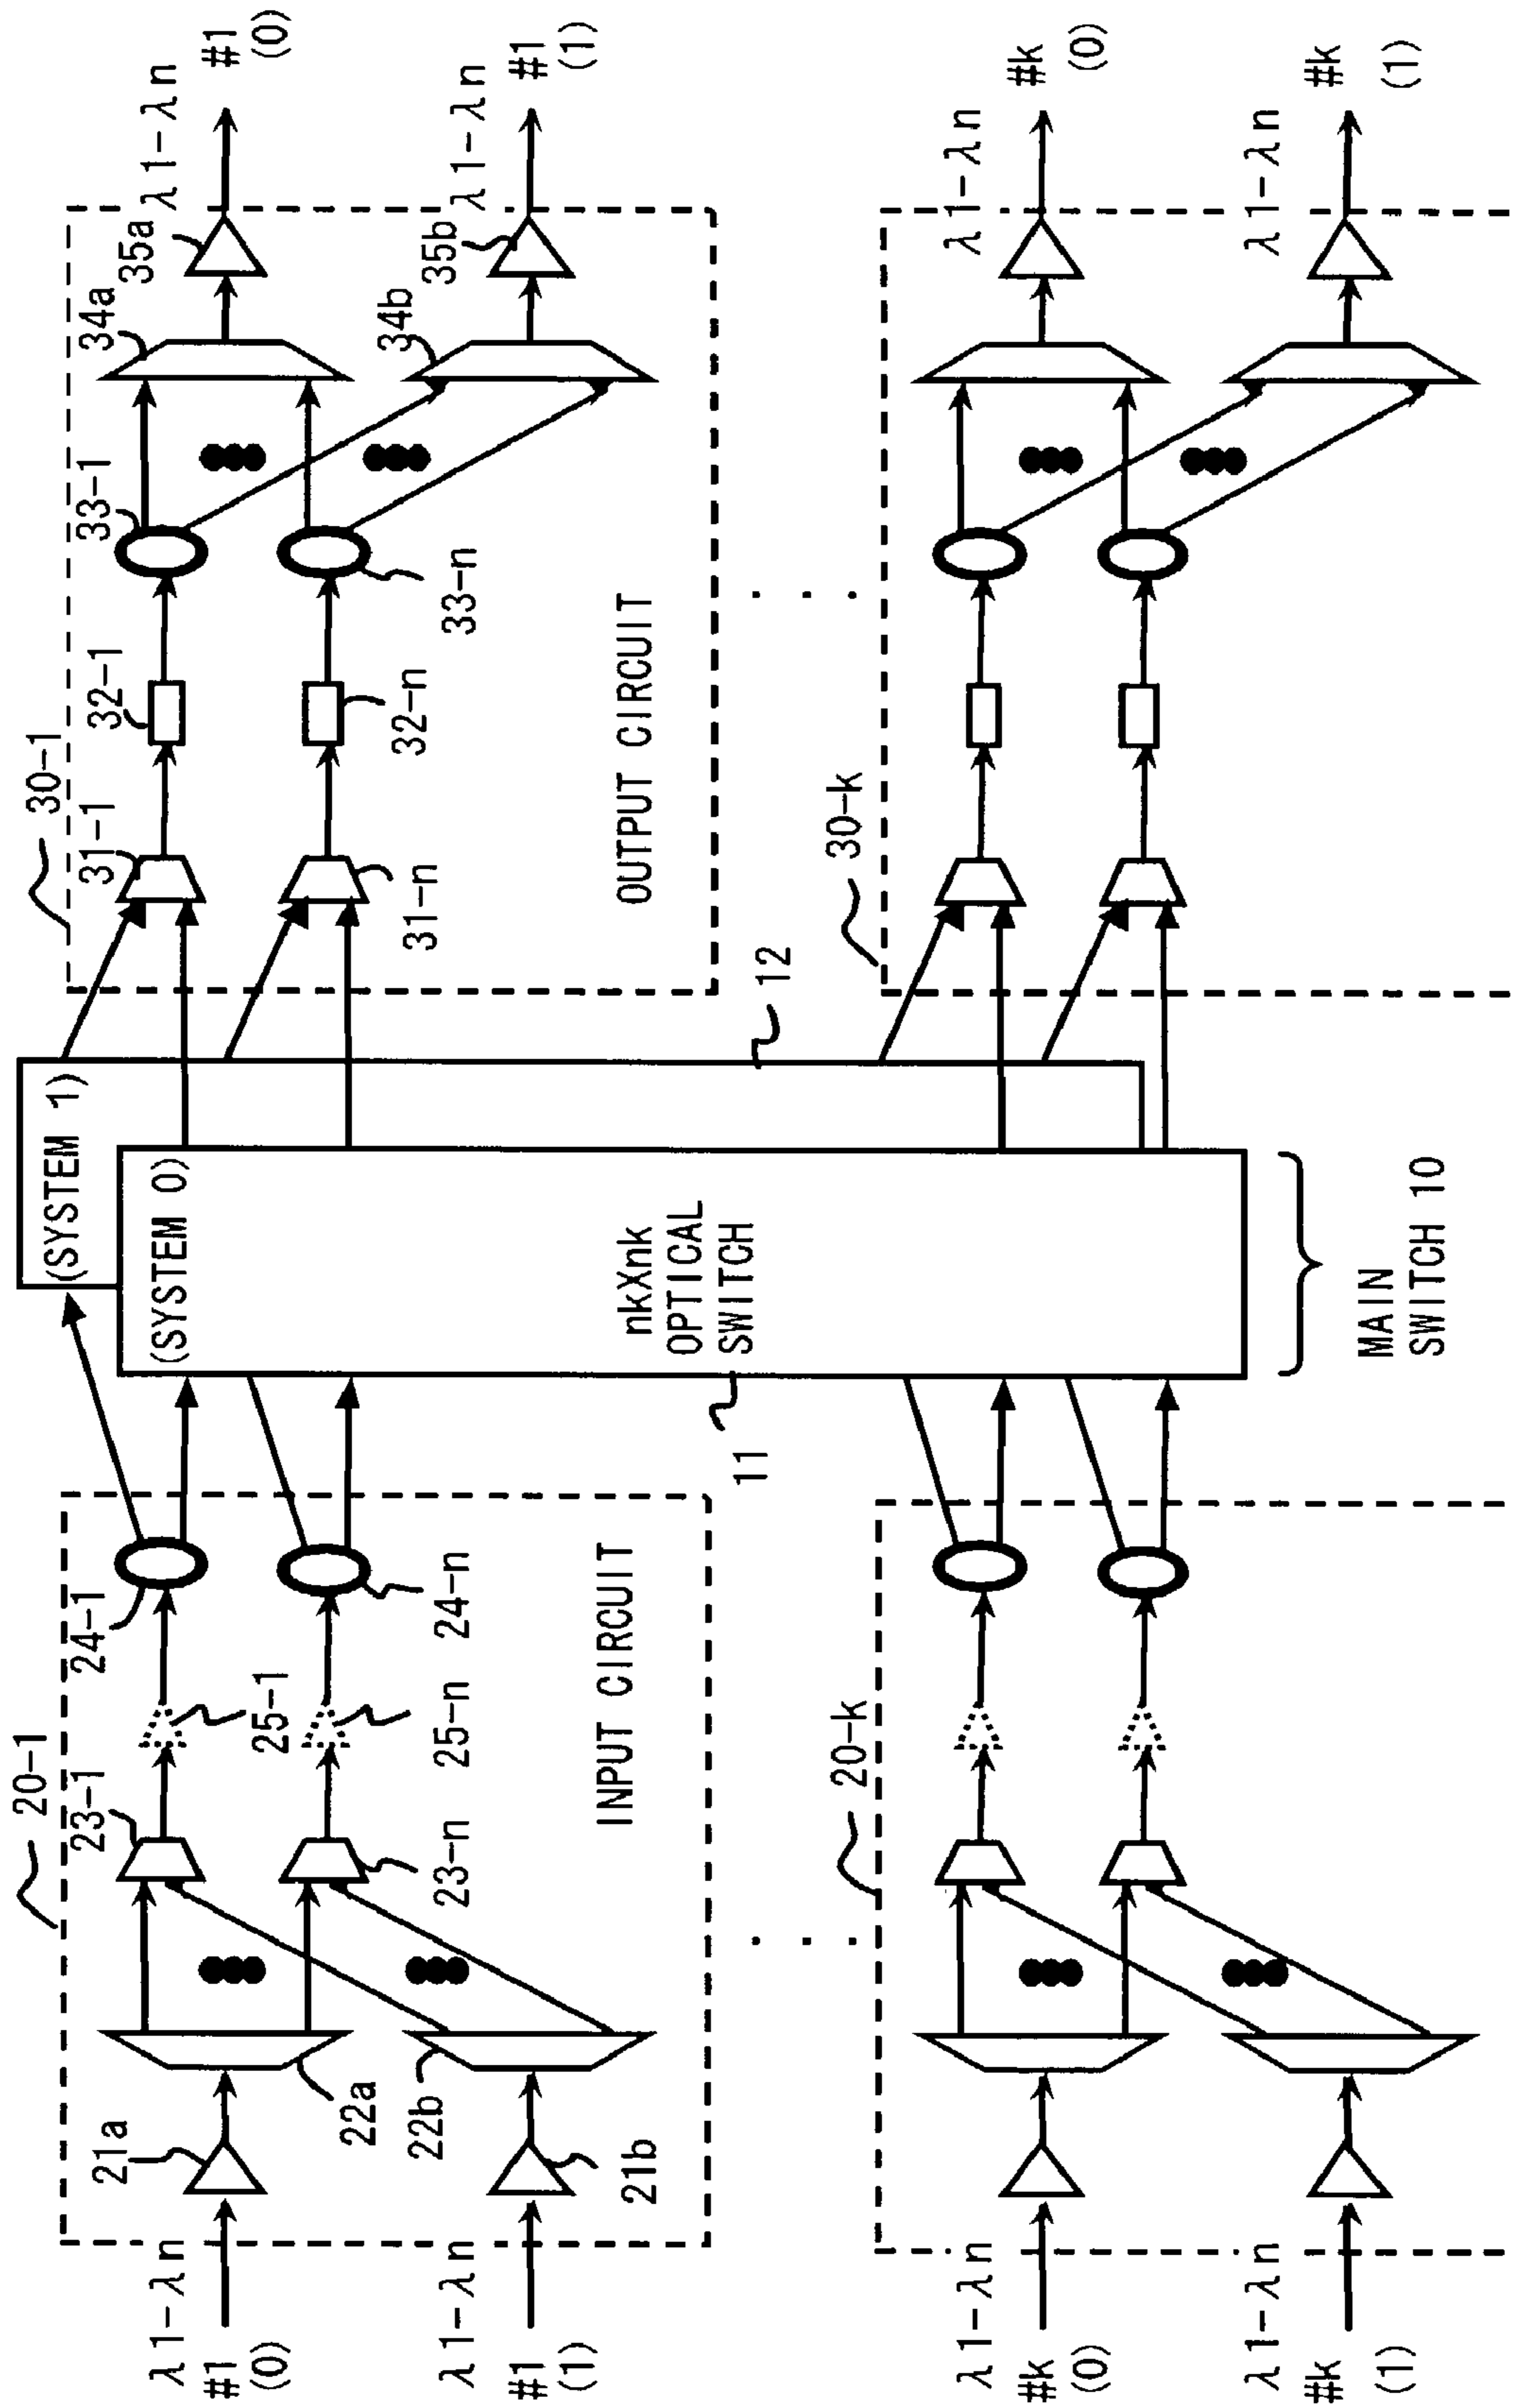 λ1-λn
#1
(0)
λ1-λn
#1
(1)
λ1-λn
#k
(0)
λ1-λn
#k
(1)
20-1
21a
21b
22a
22b
23-1
23-n
25-1
25-n
24-1
24-n
INPUT CIRCUIT
20-k
(SYSTEM 1)
(SYSTEM 0)
nkXnk
OPTICAL
SWITCH
11
12
MAIN
SWITCH 10
30-1
31-1
31-n
32-1
32-n
33-1
33-n
34a
34b
35a
35b
OUTPUT CIRCUIT
30-k
λ1-λn
#1
(0)
λ1-λn
#1
(1)
λ1-λn
#k
(0)
λ1-λn
#k
(1)